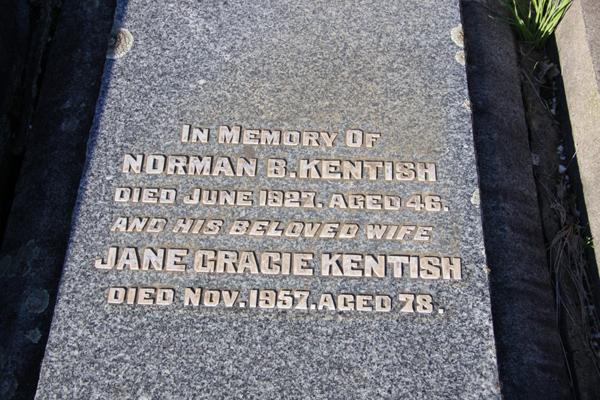 IN MEMORY OF
NORMAN B. KENTISH
DIED JUNE 1927. AGED 46.
AND HIS BELOVED WIFE
JANE GRACIE KENTISH
DIED NOV. 1957. AGED 78.